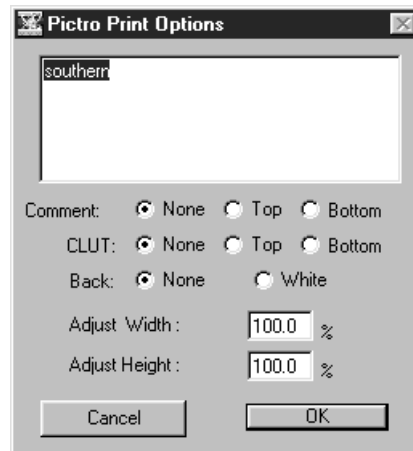 Pictro Print Options
southern
Comment: None Top Bottom
CLUT: None Top Bottom
Back: None White
Adjust Width : 100.0 %
Adjust Height : 100.0 %
Cancel OK